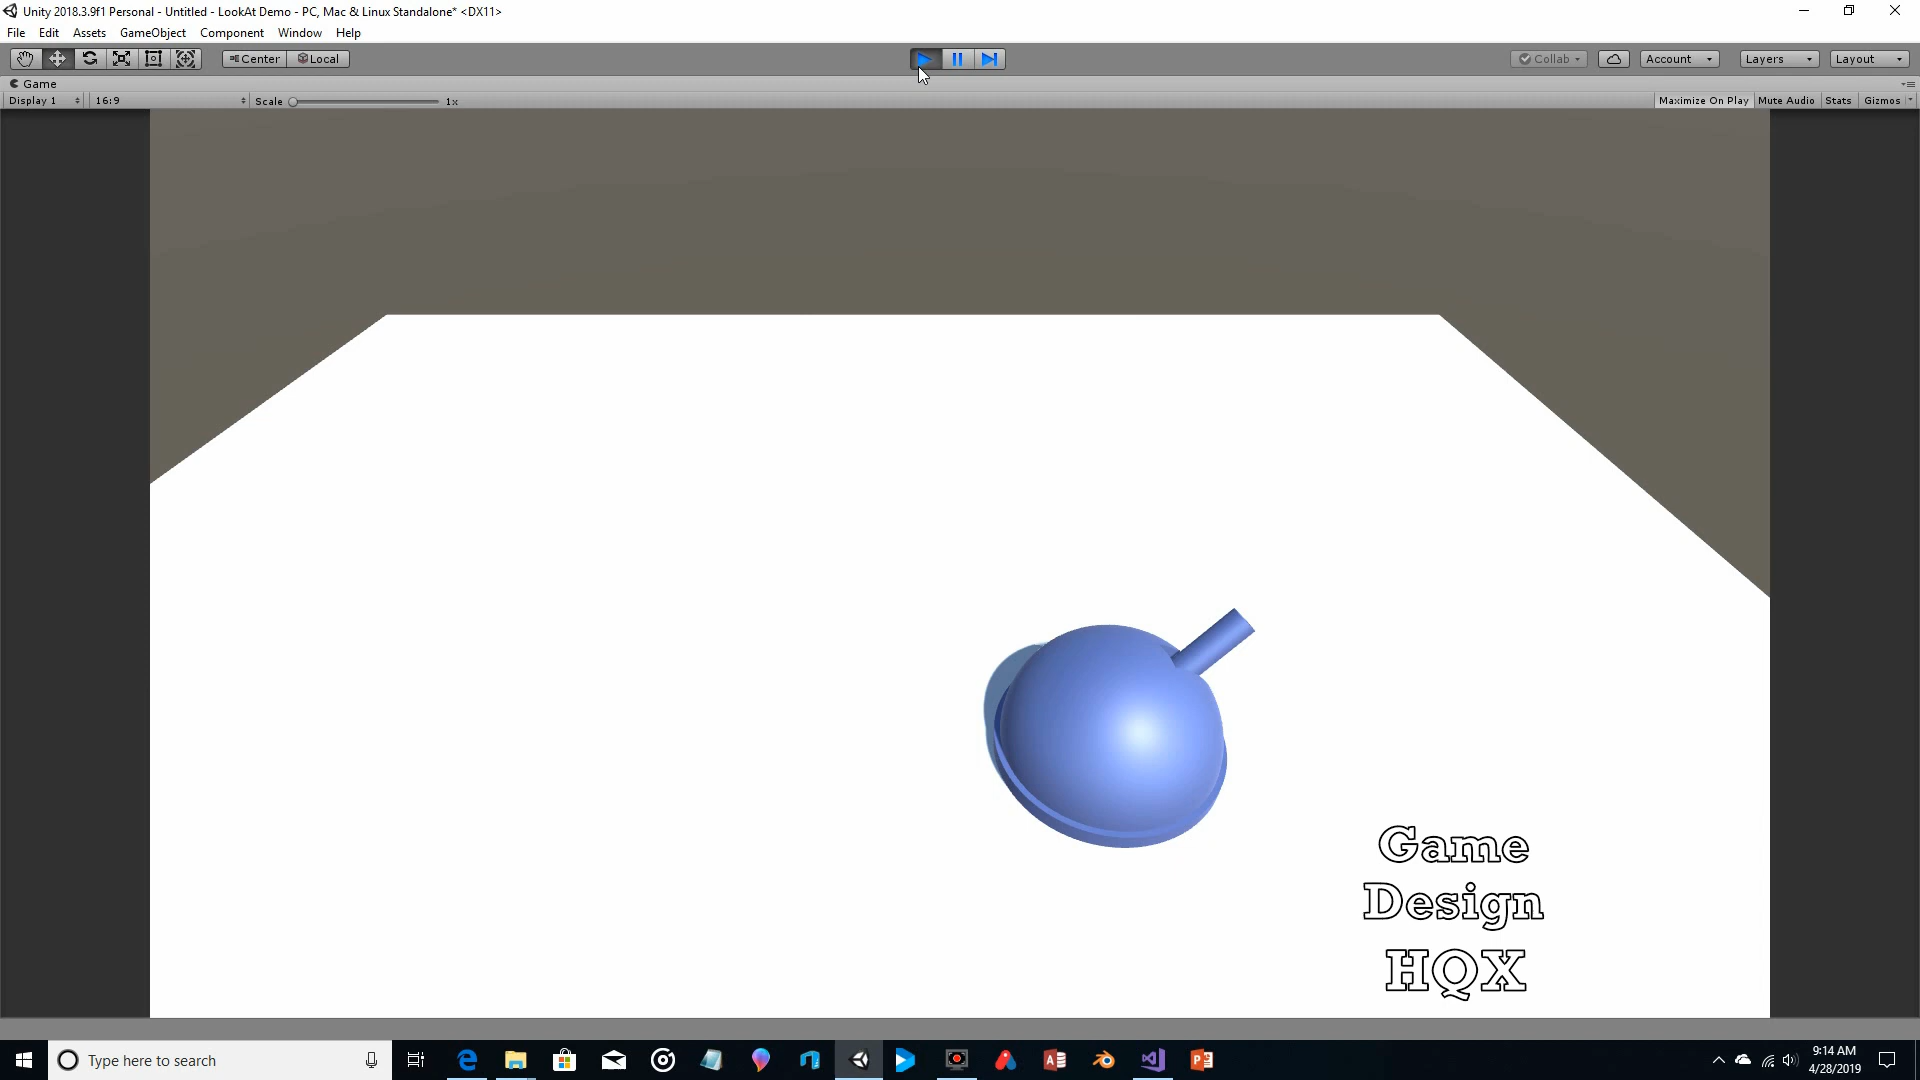 Unity 2018.3.9f1 Personal - Untitled - LookAt Demo - PC, Mac & Linux Standalone* <DX11>
File Edit Assets GameObject Component Window Help
Center Local Collab Account Layers Layout
Game
Display 1 16:9 Scale 1x Maximize On Play Mute Audio Stats Gizmos
Game
Design
HQX
Type here to search
9:14 AM
4/28/2019